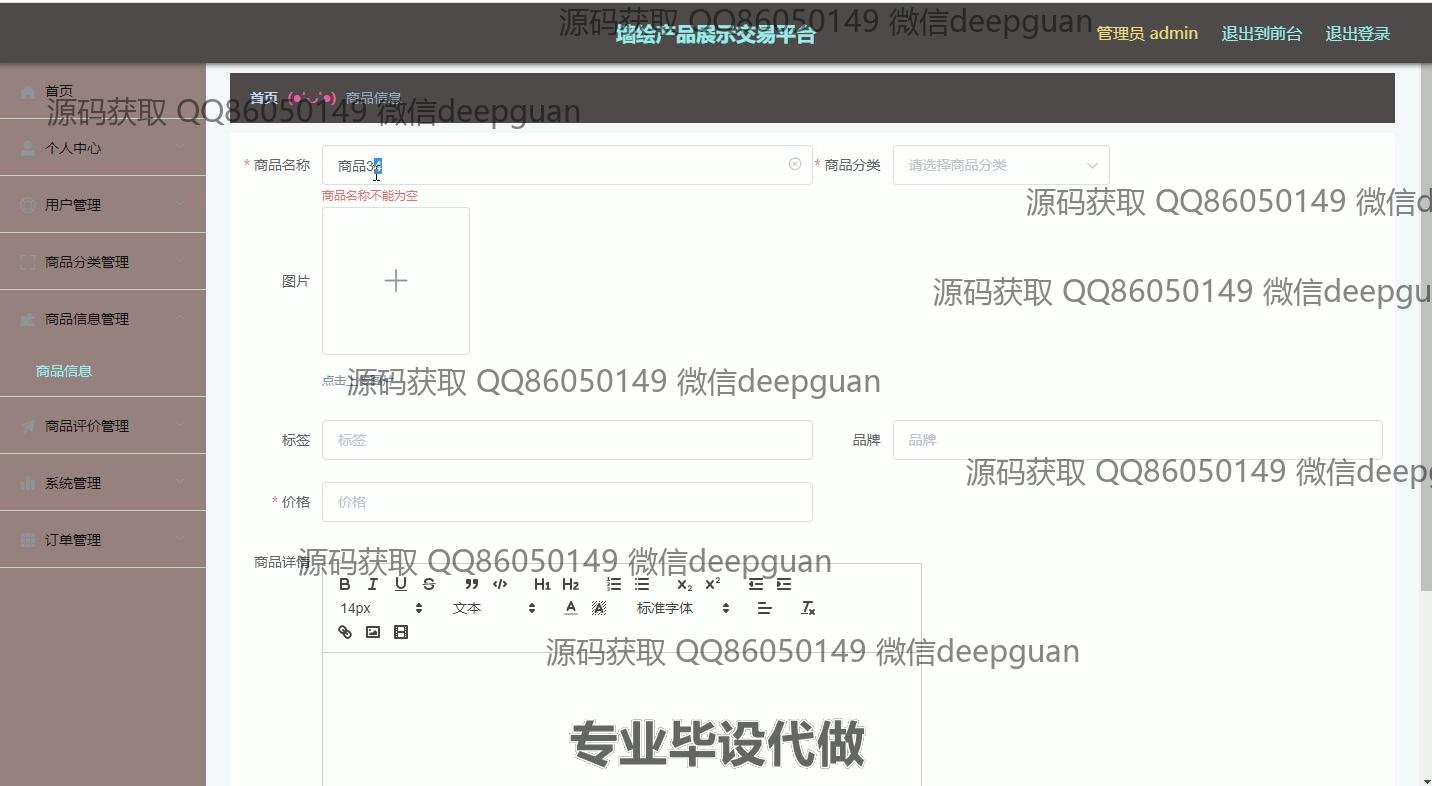 源码获取 QQ86050149 微信deepguan
墙绘产品展示交易平台
管理员 admin
退出到前台
退出登录
首页
首页 (●'◡'●) 商品信息
源码获取 QQ86050149 微信deepguan
个人中心
* 商品名称
商品34
* 商品分类
请选择商品分类
商品名称不能为空
源码获取 QQ86050149 微信d
用户管理
商品分类管理
图片
源码获取 QQ86050149 微信deepgu
商品信息管理
商品信息
点击上传图片
源码获取 QQ86050149 微信deepguan
商品评价管理
标签
标签
品牌
品牌
源码获取 QQ86050149 微信deepg
系统管理
* 价格
价格
订单管理
商品详情
源码获取 QQ86050149 微信deepguan
B I U S H1 H2 X2 X2
14px 文本 A A 标准字体 Tx
源码获取 QQ86050149 微信deepguan
专业毕设代做